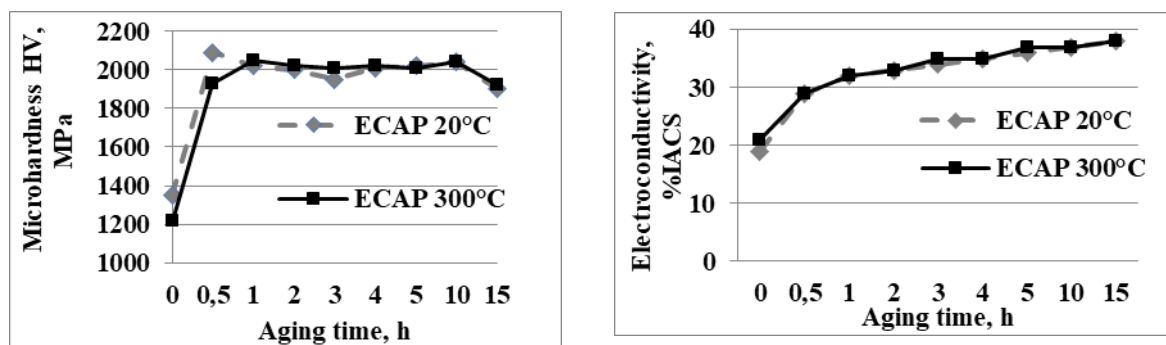 Microhardness HV,
MPa
2200
2000
1800
1600
1400
1200
1000
ECAP 20°C
ECAP 300°C
0 0,5 1 2 3 4 5 10 15
Aging time, h
Electroconductivity,
%IACS
40
30
20
10
0
ECAP 20°C
ECAP 300°C
0 0,5 1 2 3 4 5 10 15
Aging time, h